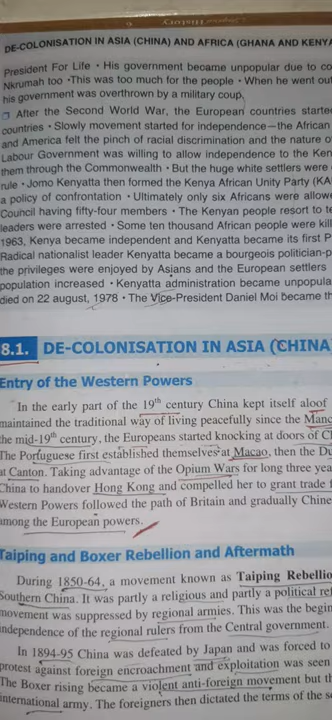 DE-COLONISATION IN ASIA (CHINA) AND AFRICA (GHANA AND KENYA
President For Life • His government became unpopular due to co
Nkrumah too • This was too much for the people • When he went out
his government was overthrown by a military coup.
After the Second World War, the European countries starte
countries • Slowly movement started for independence—the African
and America felt the pinch of racial discrimination and the nature o
Labour Government was willing to allow independence to the Ken
them through the Commonwealth • But the huge white settlers were
rule • Jomo Kenyatta then formed the Kenya African Unity Party (KA
a policy of confrontation • Ultimately only six Africans were allowe
Council having fifty-four members • The Kenyan people resort to te
leaders were arrested • Some ten thousand African people were kill
1963, Kenya became independent and Kenyatta became its first P
Radical nationalist leader Kenyatta became a bourgeois politician-p
the privileges were enjoyed by Asians and the European settlers
population increased • Kenyatta administration became unpopula
died on 22 august, 1978 • The Vice-President Daniel Moi became th
8.1. DE-COLONISATION IN ASIA (CHINA
Entry of the Western Powers
In the early part of the 19th century China kept itself aloof
maintained the traditional way of living peacefully since the Manc
the mid-19th century, the Europeans started knocking at doors of Ch
The Portuguese first established themselves at Macao, then the Du
at Canton. Taking advantage of the Opium Wars for long three yea
China to handover Hong Kong and compelled her to grant trade f
Western Powers followed the path of Britain and gradually Chine
among the European powers.
Taiping and Boxer Rebellion and Aftermath
During 1850-64, a movement known as Taiping Rebellio
Southern China. It was partly a religious and partly a political ref
movement was suppressed by regional armies. This was the begin
independence of the regional rulers from the Central government.
In 1894-95 China was defeated by Japan and was forced to
protest against foreign encroachment and exploitation was seen
The Boxer rising became a violent anti-foreign movement but th
international army. The foreigners then dictated the terms of the se